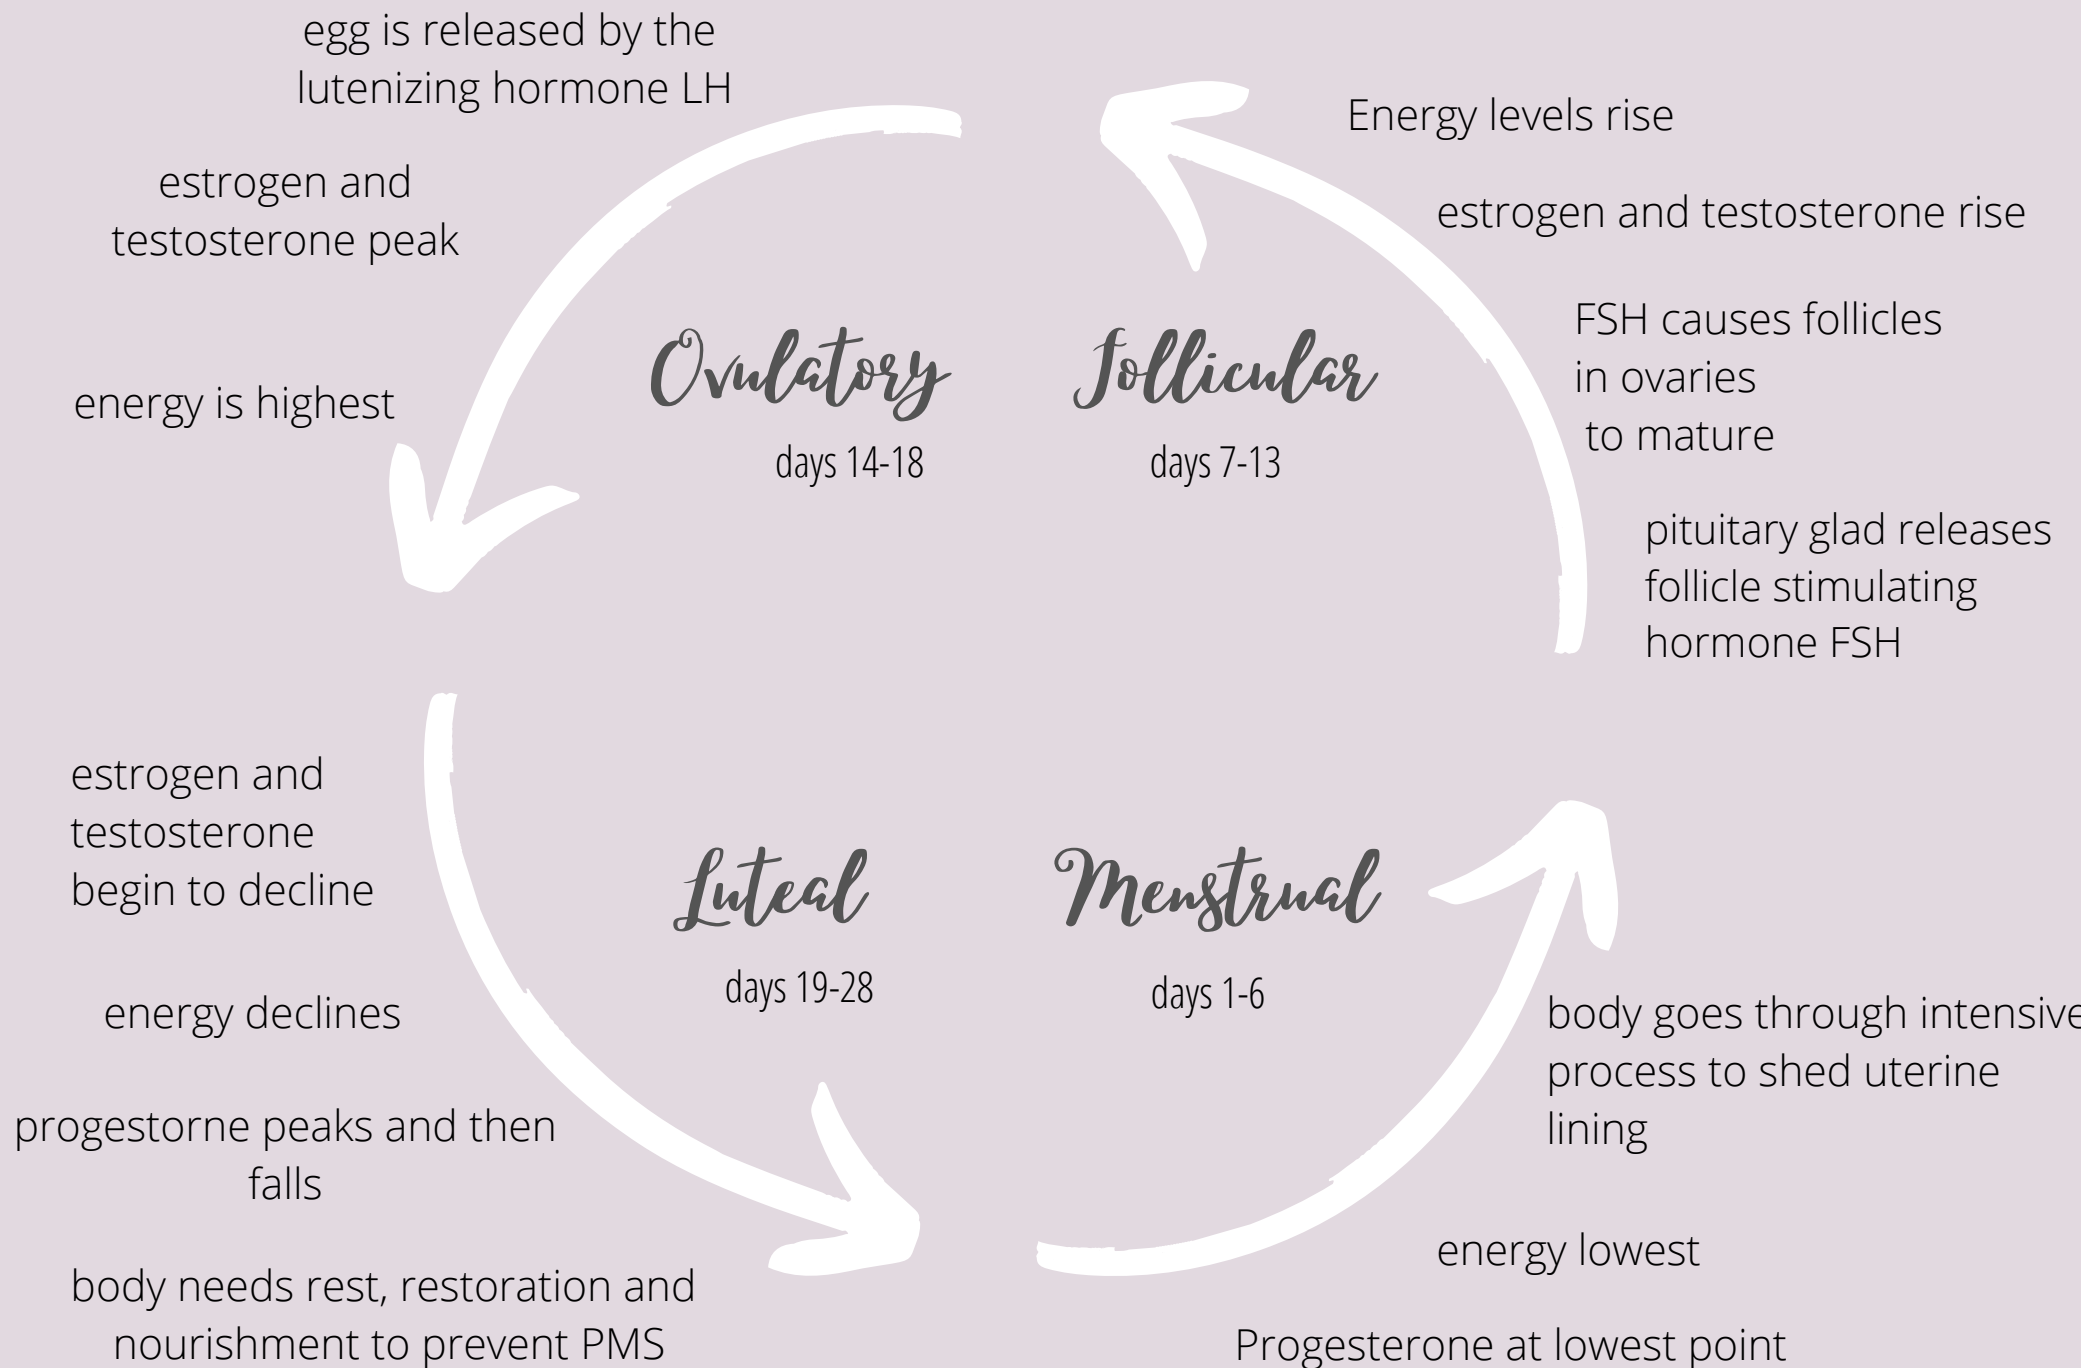 egg is released by the
lutenizing hormone LH
estrogen and
testosterone peak
energy is highest
Ovulatory
days 14-18
Energy levels rise
estrogen and testosterone rise
FSH causes follicles
in ovaries
to mature
pituitary glad releases
follicle stimulating
hormone FSH
Follicular
days 7-13
estrogen and
testosterone
begin to decline
energy declines
progestorne peaks and then
falls
body needs rest, restoration and
nourishment to prevent PMS
Luteal
days 19-28
Menstrual
days 1-6
body goes through intensive
process to shed uterine
lining
energy lowest
Progesterone at lowest point